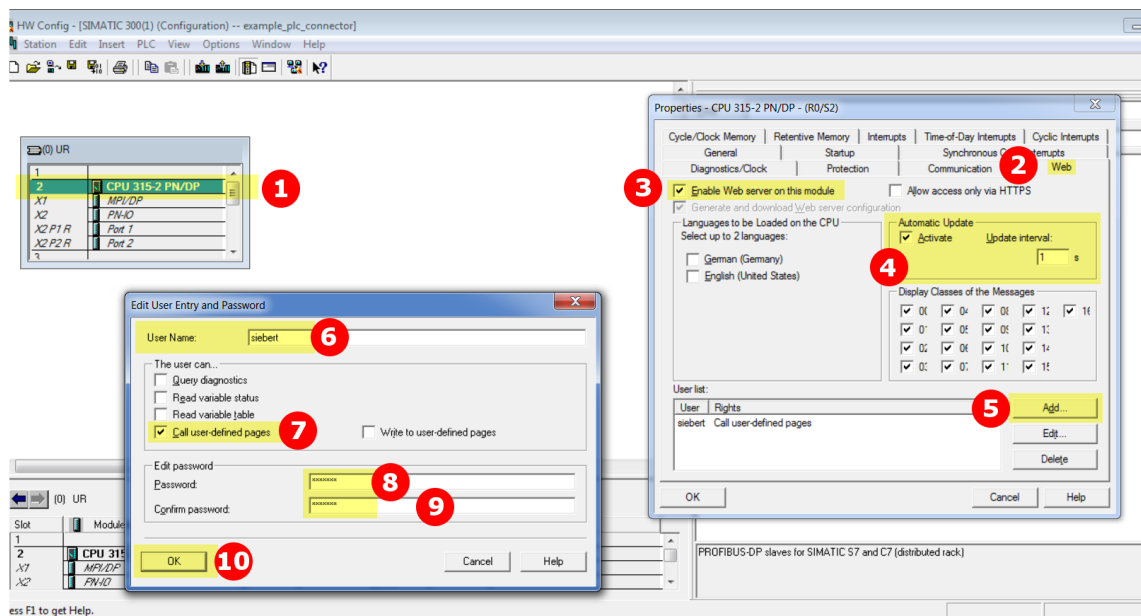 HW Config - [SIMATIC 300(1) (Configuration) -- example_plc_connector]
Station Edit Insert PLC View Options Window Help
(0) UR
1
2 CPU 315-2 PN/DP
X1 MPI/DP
X2 PN-IO
X2 P1 R Port 1
X2 P2 R Port 2
3
1
Properties - CPU 315-2 PN/DP - (R0/S2)
Cycle/Clock Memory Retentive Memory Interrupts Time-of-Day Interrupts Cyclic Interrupts
General Startup Synchronous
Diagnostics/Clock Protection Communication Web
2
3
Enable Web server on this module
Allow access only via HTTPS
Generate and download Web server configuration
Languages to be Loaded on the CPU
Select up to 2 languages:
German (Germany)
English (United States)
Automatic Update
Activate Update interval:
1 s
4
Display Classes of the Messages
User list:
User Rights
siebert Call user-defined pages
5
Add...
Edit...
Delete
OK Cancel Help
Edit User Entry and Password
User Name: siebert
6
The user can...
Query diagnostics
Read variable status
Read variable table
Call user-defined pages
7
Write to user-defined pages
Edit password
Password: xxxxxxx
8
Confirm password: xxxxxxx
9
OK Cancel Help
10
(0) UR
Slot Module
1
2 CPU 315
X1 MPI/DP
X2 PN-IO
PROFIBUS-DP slaves for SIMATIC S7 and C7 (distributed rack)
ess F1 to get Help.